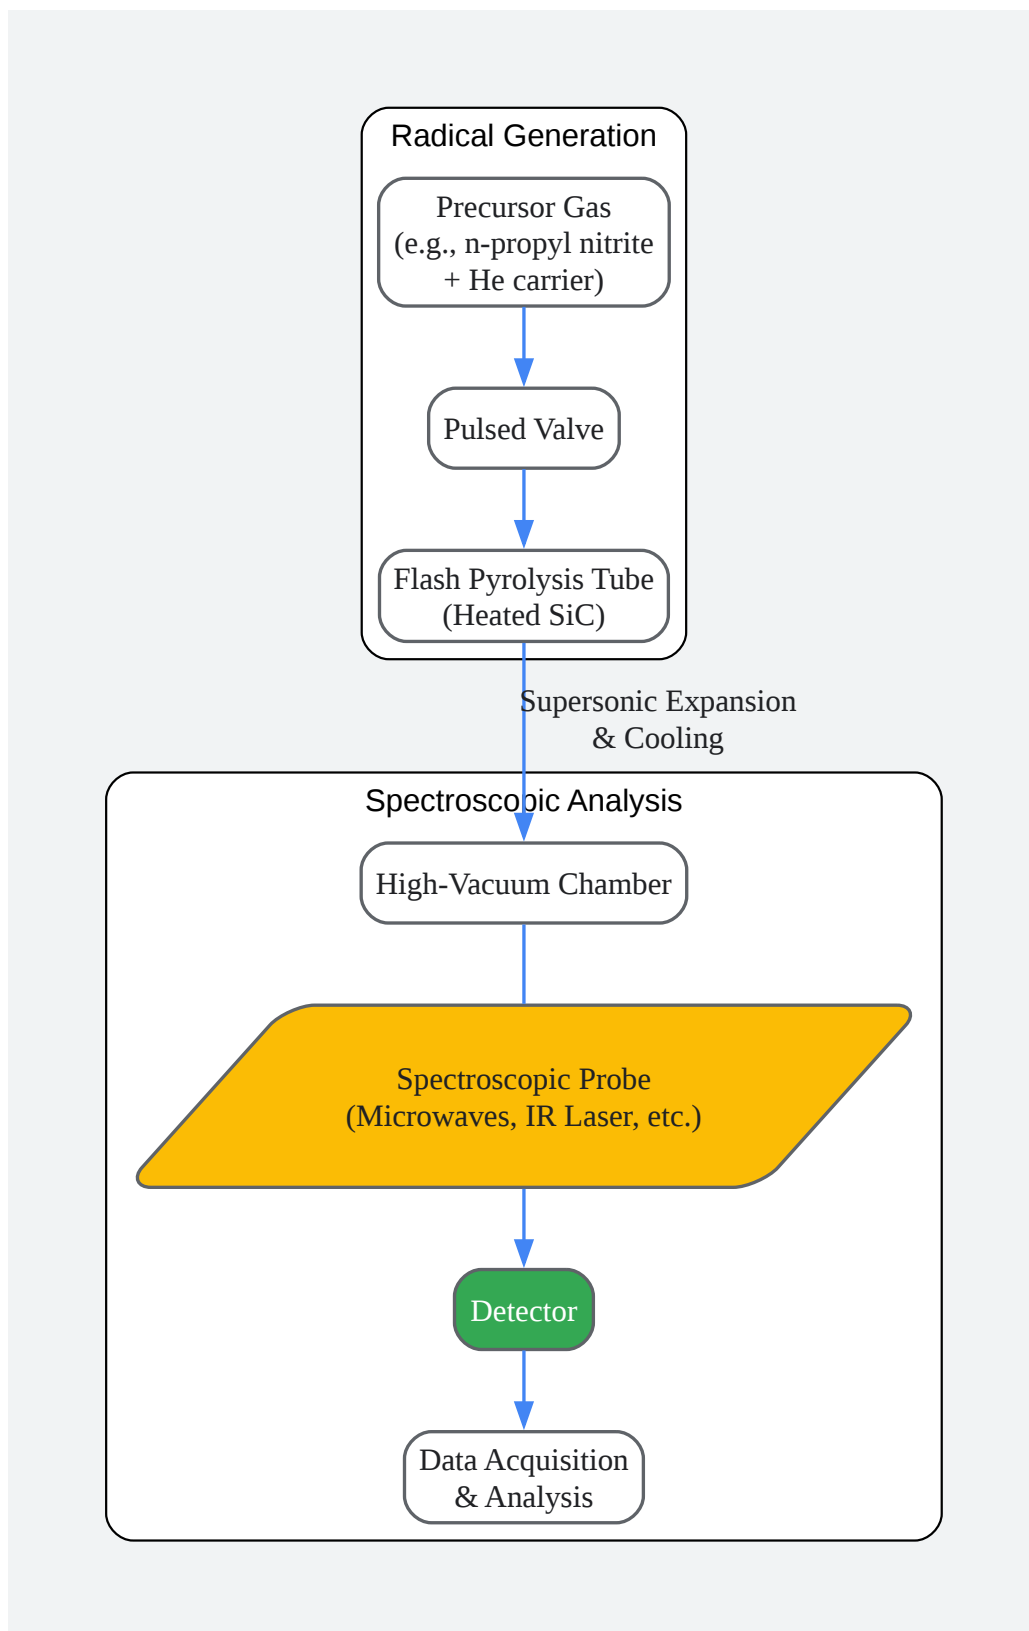 Radical Generation
Precursor Gas
(e.g., n-propyl nitrite
+ He carrier)
Pulsed Valve
Flash Pyrolysis Tube
(Heated SiC)
Supersonic Expansion
& Cooling
Spectroscopic Analysis
High-Vacuum Chamber
Spectroscopic Probe
(Microwaves, IR Laser, etc.)
Detector
Data Acquisition
& Analysis